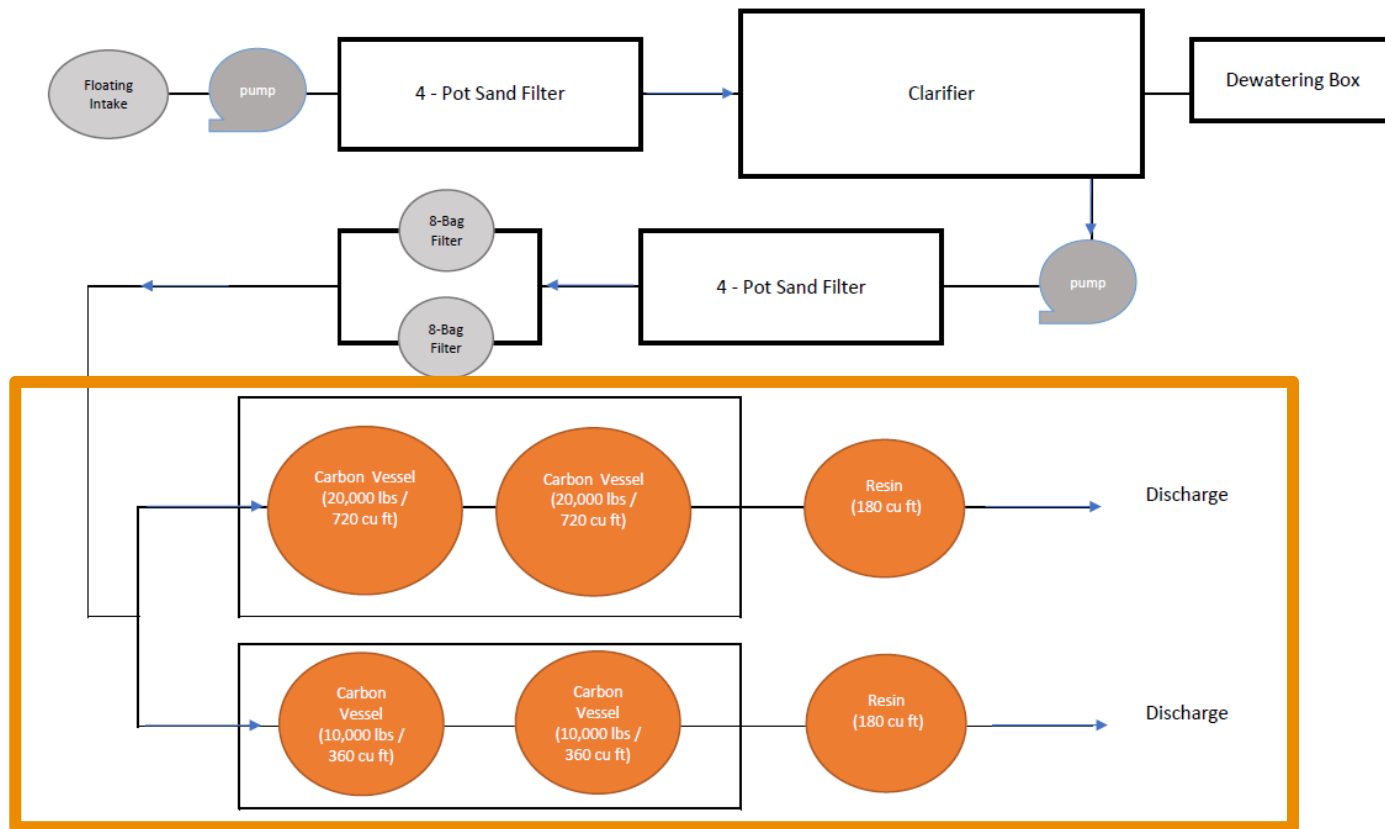 Floating
Intake
pump
4 - Pot Sand Filter
Clarifier
Dewatering Box
8-Bag
Filter
8-Bag
Filter
4 - Pot Sand Filter
pump
Carbon Vessel
(20,000 lbs /
720 cu ft)
Carbon Vessel
(20,000 lbs /
720 cu ft)
Resin
(180 cu ft)
Discharge
Carbon
Vessel
(10,000 lbs /
360 cu ft)
Carbon
Vessel
(10,000 lbs /
360 cu ft)
Resin
(180 cu ft)
Discharge